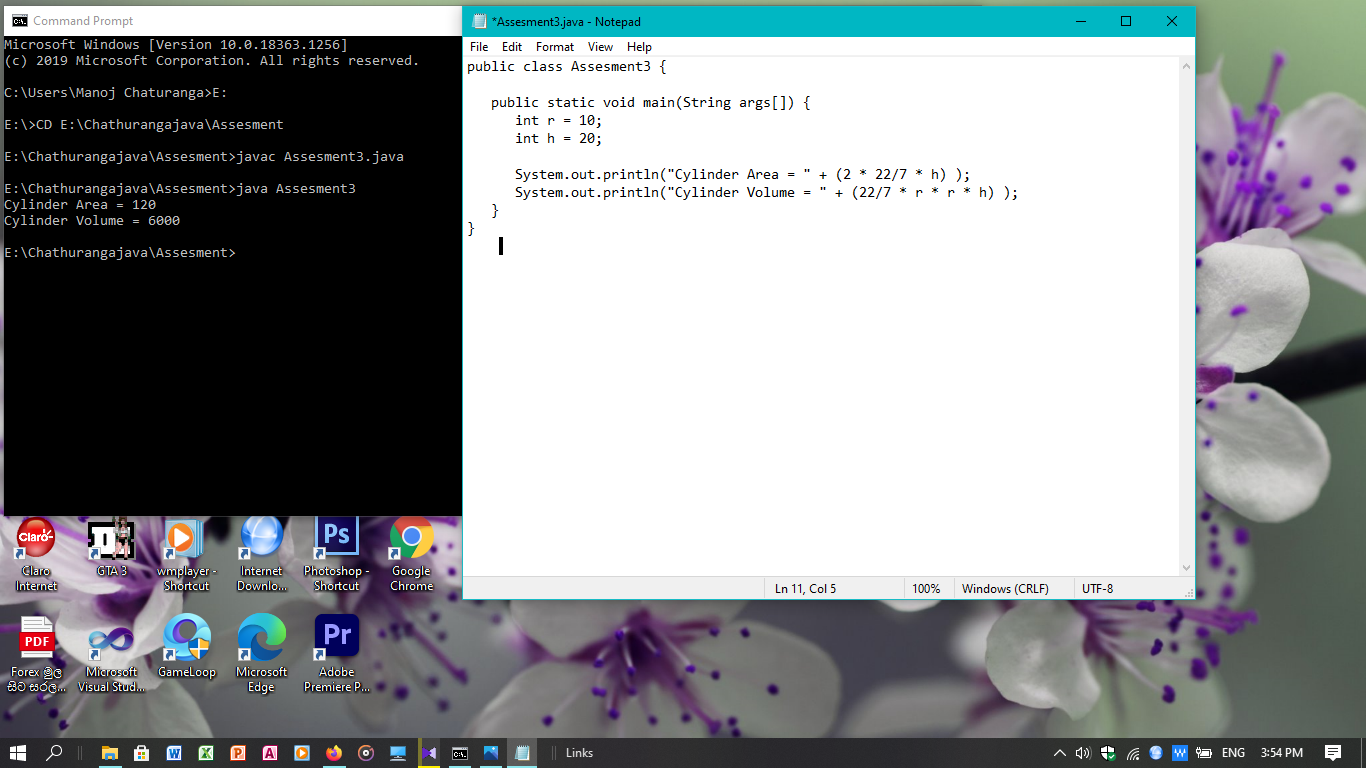 Command Prompt
Microsoft Windows [Version 10.0.18363.1256]
(c) 2019 Microsoft Corporation. All rights reserved.
C:\Users\Manoj Chaturanga>E:
E:\>CD E:\Chathurangajava\Assesment
E:\Chathurangajava\Assesment>javac Assesment3.java
E:\Chathurangajava\Assesment>java Assesment3
Cylinder Area = 120
Cylinder Volume = 6000
E:\Chathurangajava\Assesment>
*Assesment3.java - Notepad
File Edit Format View Help
public class Assesment3 {
public static void main(String args[]) {
int r = 10;
int h = 20;
System.out.println("Cylinder Area = " + (2 * 22/7 * h) );
System.out.println("Cylinder Volume = " + (22/7 * r * r * h) );
}
}
Ln 11, Col 5 100% Windows (CRLF) UTF-8
Claro
Claro Internet
GTA 3
wmplayer - Shortcut
Internet Downlo...
Ps
Photoshop - Shortcut
Google Chrome
PDF
Forex මූල සිට සරල...
Microsoft Visual Stud...
GameLoop
Microsoft Edge
Pr
Adobe Premiere P...
Links
ENG
3:54 PM